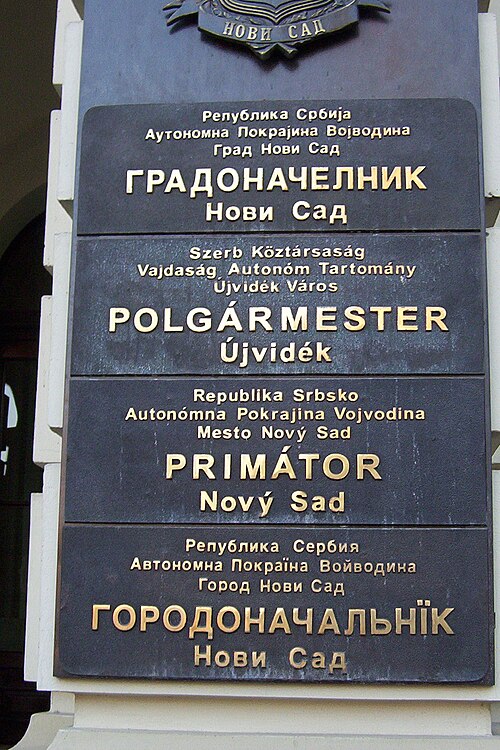 НОВИ САД
Република Србија
Аутономна Покрајина Војводина
Град Нови Сад
ГРАДОНАЧЕЛНИК
Нови Сад
Szerb Köztársaság
Vajdaság Autonóm Tartomány
Újvidék Város
POLGÁRMESTER
Újvidék
Republika Srbsko
Autonómna Pokrajina Vojvodina
Mesto Nový Sad
PRIMÁTOR
Nový Sad
Република Сербия
Автономна Покраїна Войводина
Город Нови Сад
ГОРОДОНАЧАЛЬНЇК
Нови Сад